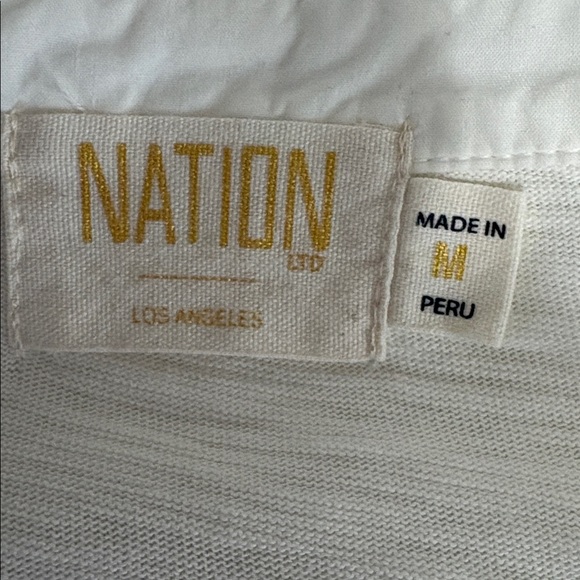 NATION
LTD
LOS ANGELES
MADE IN
M
PERU